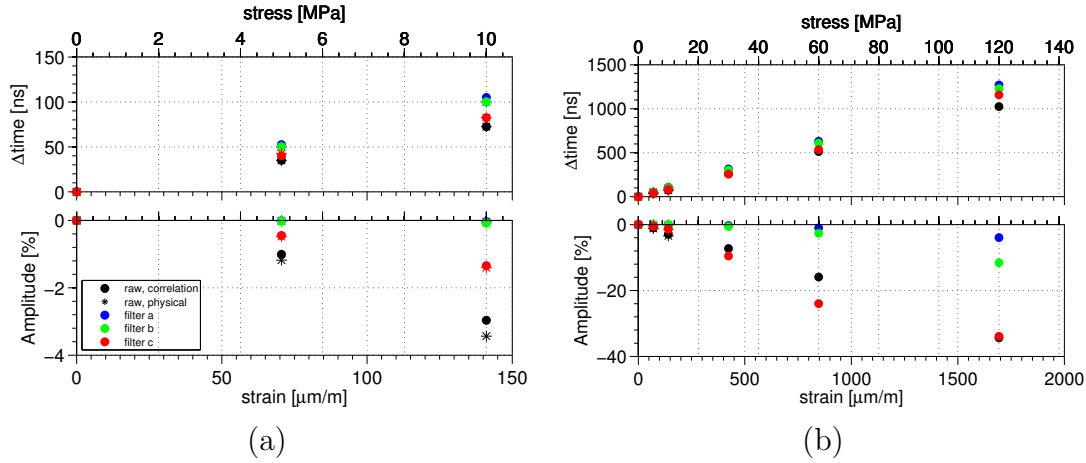 stress [MPa]
0 2 4 6 8 10
150
100
50
0
Δtime [ns]
0
−2
−4
Amplitude [%]
raw, correlation
raw, physical
filter a
filter b
filter c
0 50 100 150
strain [μm/m]
(a)
stress [MPa]
0 20 40 60 80 100 120 140
1500
1000
500
0
Δtime [ns]
0
−20
−40
Amplitude [%]
0 500 1000 1500 2000
strain [μm/m]
(b)